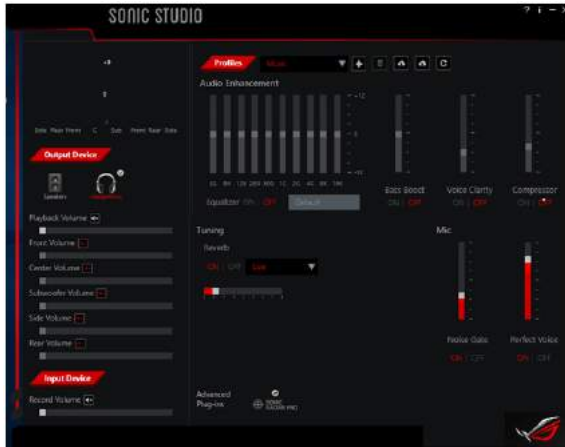 SONIC STUDIO
? i
Profiles Music
Audio Enhancement
+12
0
Side Rear Front C Sub Front Rear Side
Output Device
Speakers
Playback Volume
Front Volume
Center Volume
Subwoofer Volume
Side Volume
Rear Volume
Input Device
Record Volume
Equalizer ON | OFF Default
Bass Boost
ON | OFF
Voice Clarity
ON | OFF
Compressor
ON | OFF
Tuning
Reverb
ON | OFF Live
Mic
Noise Gate
ON | OFF
Perfect Voice
ON | OFF
Advanced
Plug-ins
SONIC
RADAR PRO